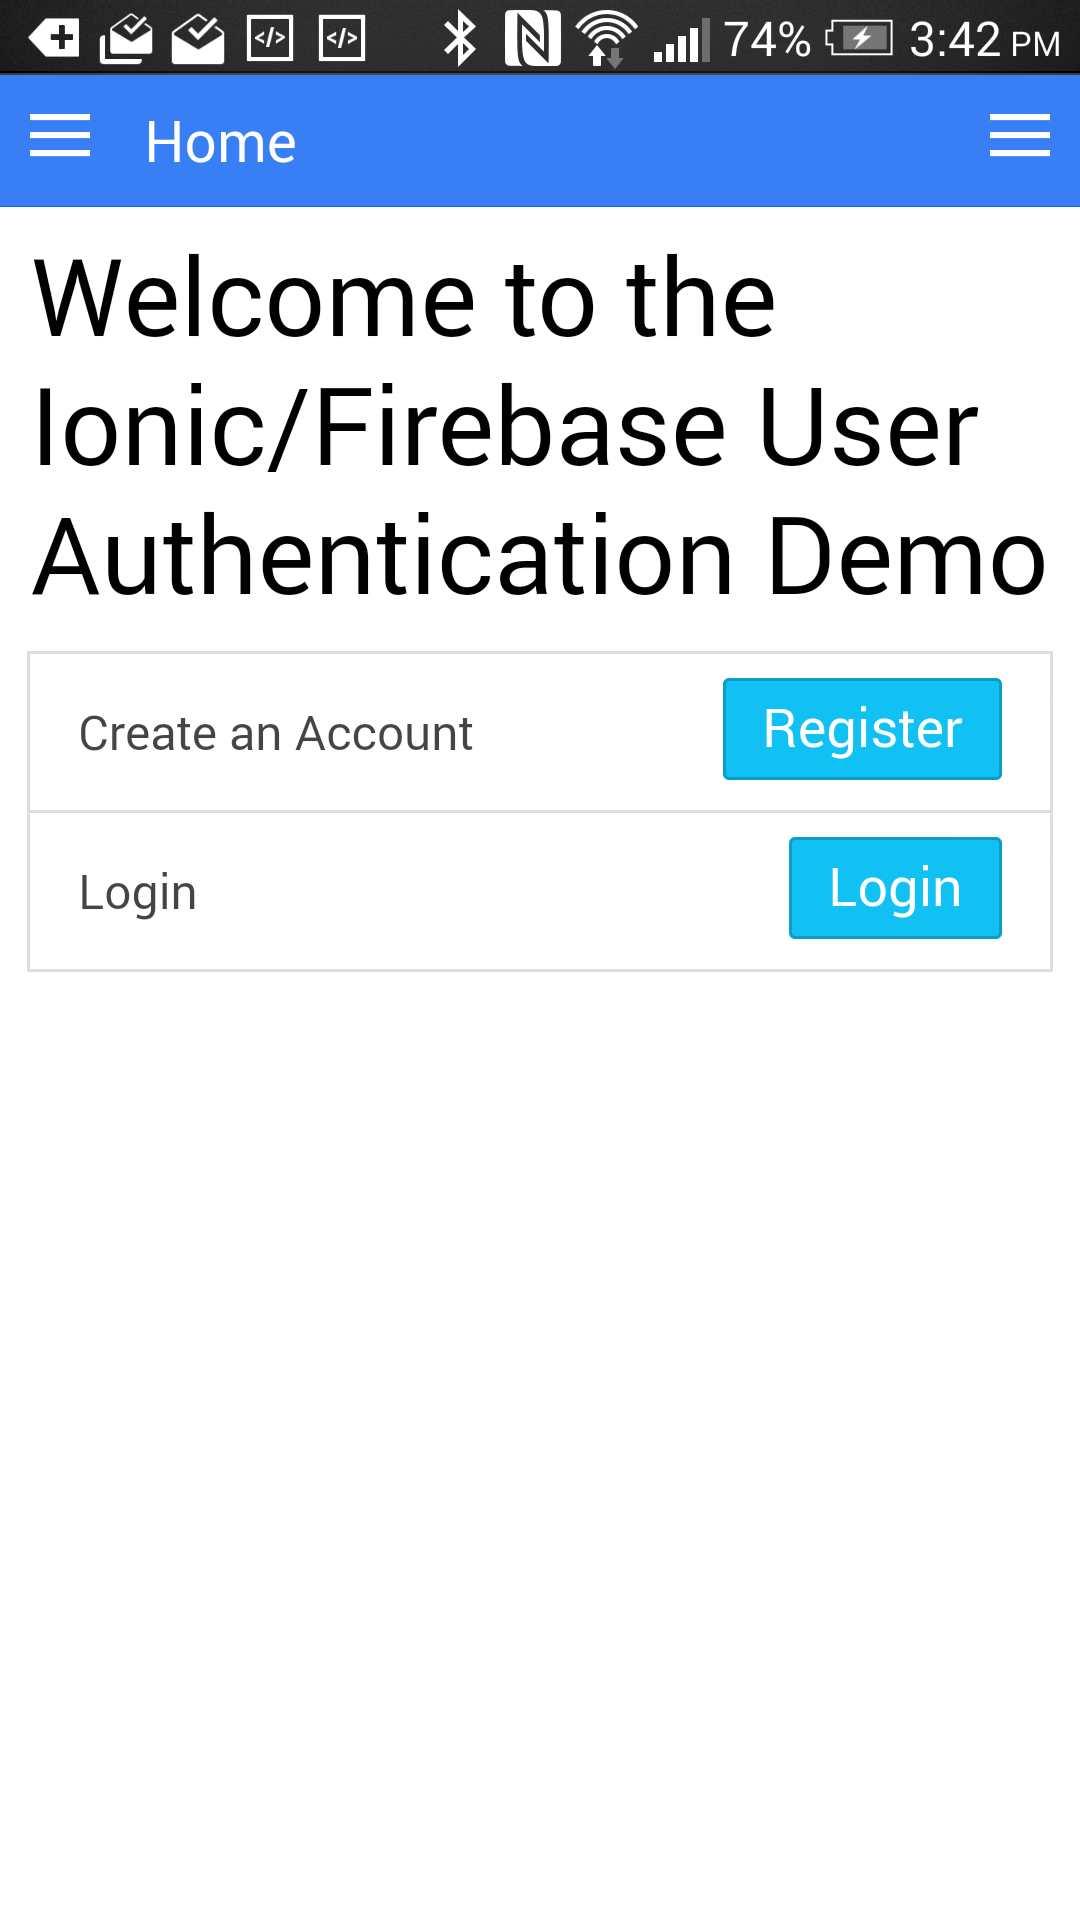 74% 3:42 PM
Home
Welcome to the
Ionic/Firebase User
Authentication Demo
Create an Account Register
Login Login